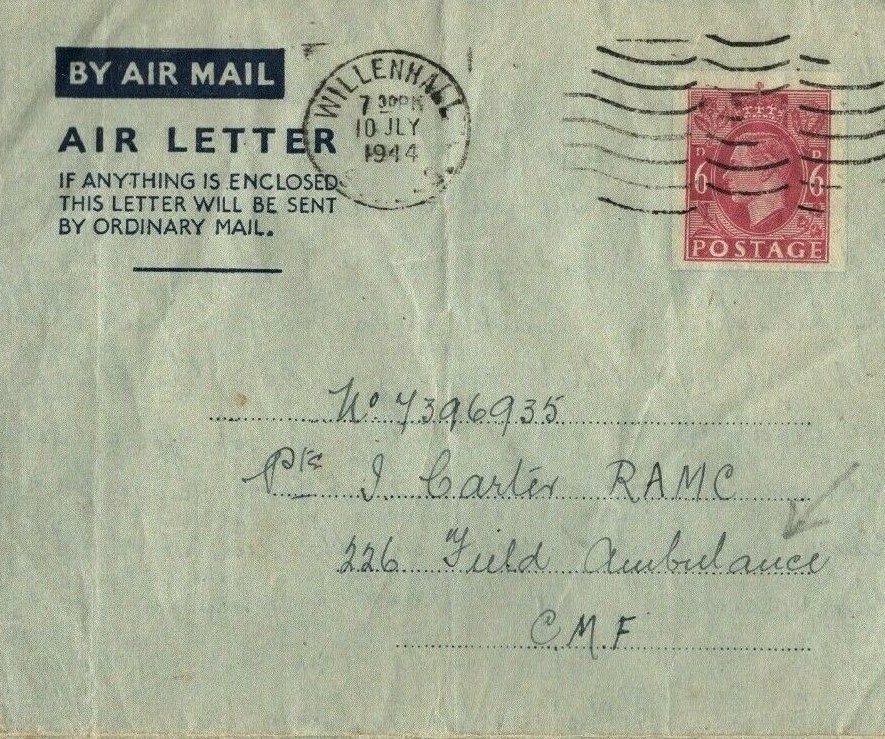 BY AIR MAIL
AIR LETTER
IF ANYTHING IS ENCLOSED
THIS LETTER WILL BE SENT
BY ORDINARY MAIL.
WILLENHALL
7 30PM
10 JLY
1944
6D 6D
POSTAGE
No 7396935
Pte J. Carter RAMC
226 Field Ambulance
C.M.F